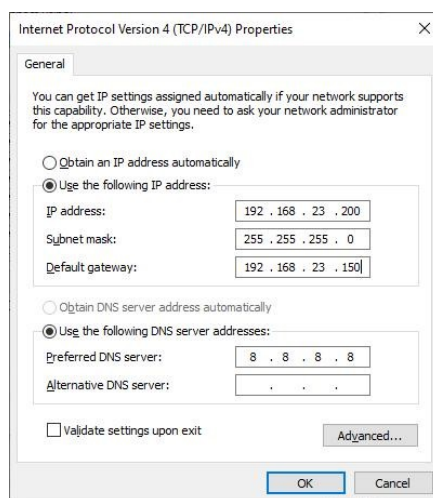 Internet Protocol Version 4 (TCP/IPv4) Properties
General
You can get IP settings assigned automatically if your network supports
this capability. Otherwise, you need to ask your network administrator
for the appropriate IP settings.
Obtain an IP address automatically
Use the following IP address:
IP address: 192 . 168 . 23 . 200
Subnet mask: 255 . 255 . 255 . 0
Default gateway: 192 . 168 . 23 . 150
Obtain DNS server address automatically
Use the following DNS server addresses:
Preferred DNS server: 8 . 8 . 8 . 8
Alternative DNS server: . . .
Validate settings upon exit
Advanced...
OK Cancel